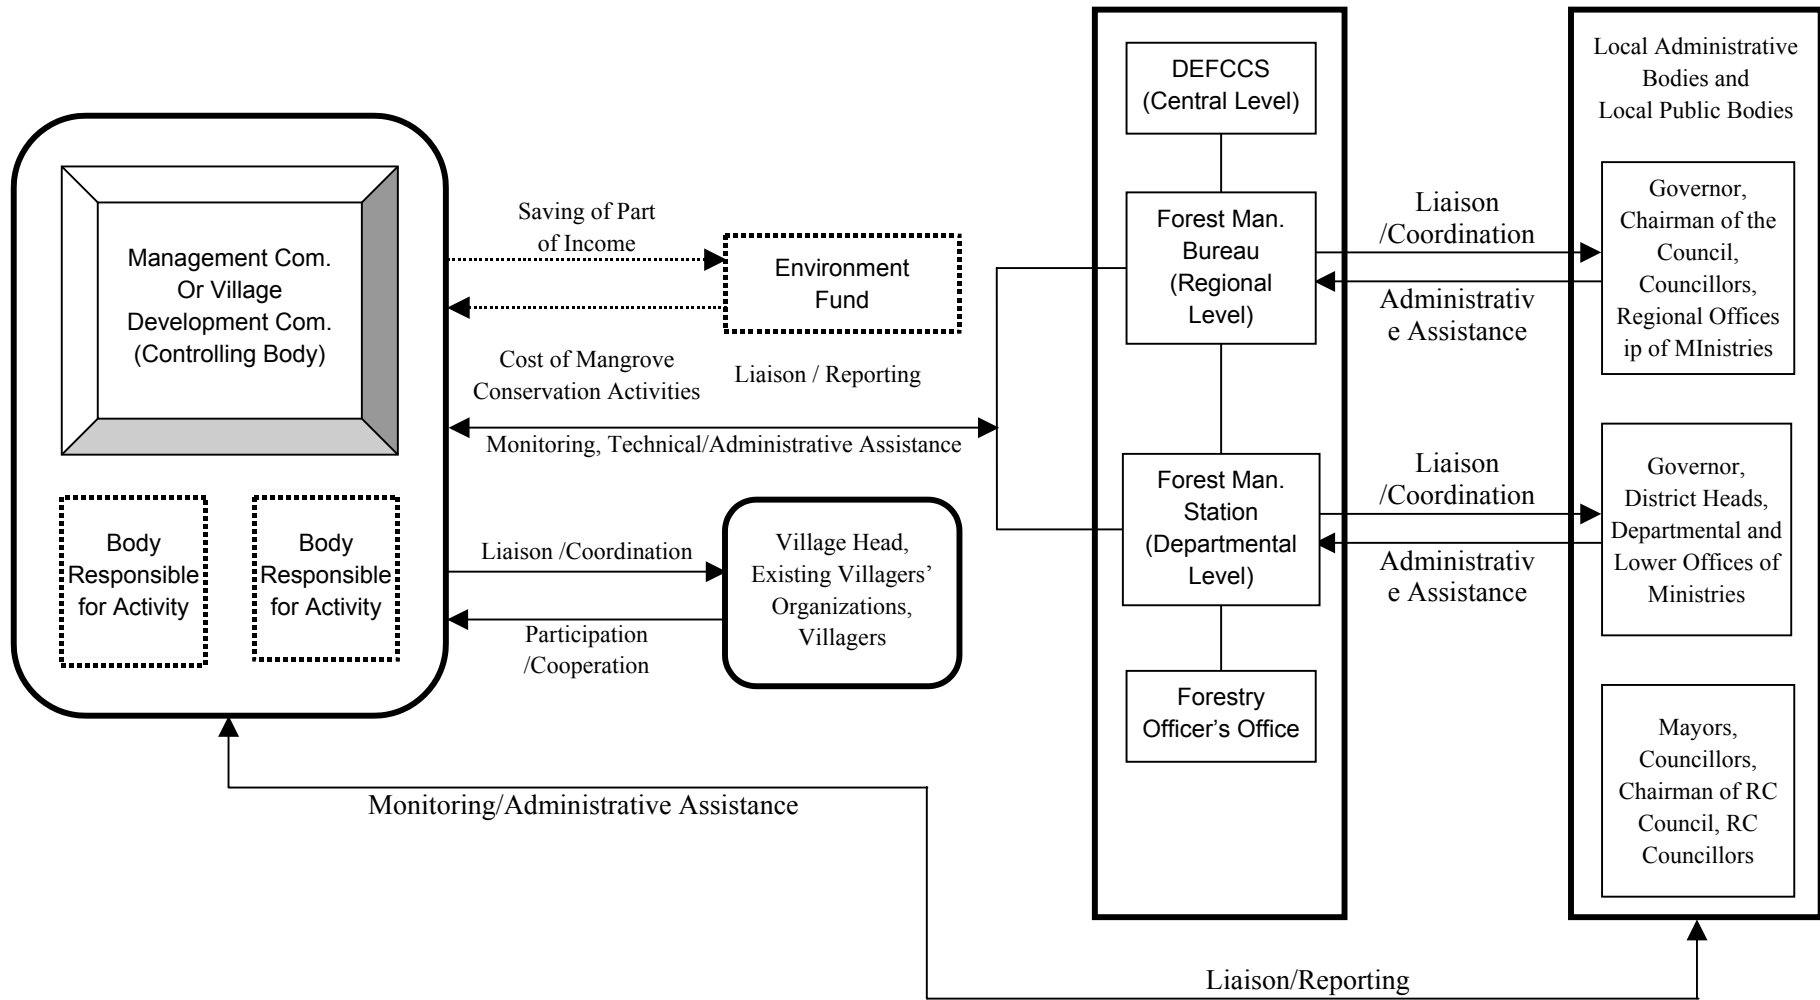 Management Com.
Or Village
Development Com.
(Controlling Body)
Body
Responsible
for Activity
Body
Responsible
for Activity
Saving of Part
of Income
Environment
Fund
Cost of Mangrove
Conservation Activities
Liaison / Reporting
Monitoring, Technical/Administrative Assistance
Liaison /Coordination
Participation
/Cooperation
Village Head,
Existing Villagers’
Organizations,
Villagers
Monitoring/Administrative Assistance
Liaison/Reporting
DEFCCS
(Central Level)
Forest Man.
Bureau
(Regional
Level)
Forest Man.
Station
(Departmental
Level)
Forestry
Officer’s Office
Liaison
/Coordination
Administrativ
e Assistance
Liaison
/Coordination
Administrativ
e Assistance
Local Administrative
Bodies and
Local Public Bodies
Governor,
Chairman of the
Council,
Councillors,
Regional Offices
ip of MInistries
Governor,
District Heads,
Departmental and
Lower Offices of
Ministries
Mayors,
Councillors,
Chairman of RC
Council, RC
Councillors